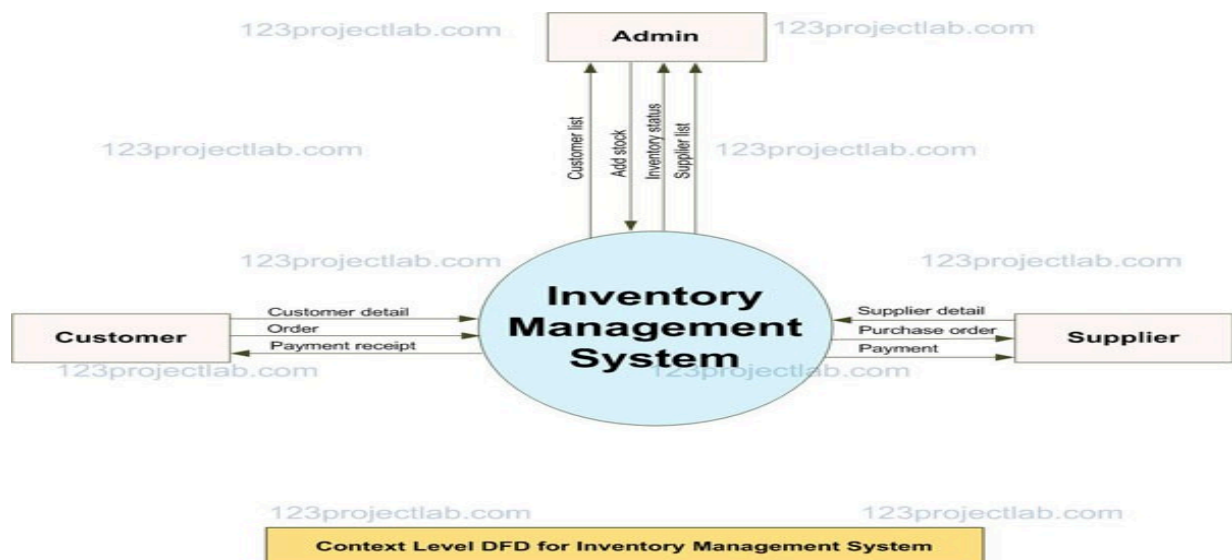 123projectlab.com
Admin
123projectlab.com
Customer list
Add stock
Inventory status
Supplier list
123projectlab.com
123projectlab.com
123projectlab.com
123projectlab.com
Inventory
Management
System
Customer
Customer detail
Order
Payment receipt
Supplier detail
Purchase order
Payment
Supplier
123projectlab.com
123projectlab.com
123projectlab.com
123projectlab.com
Context Level DFD for Inventory Management System